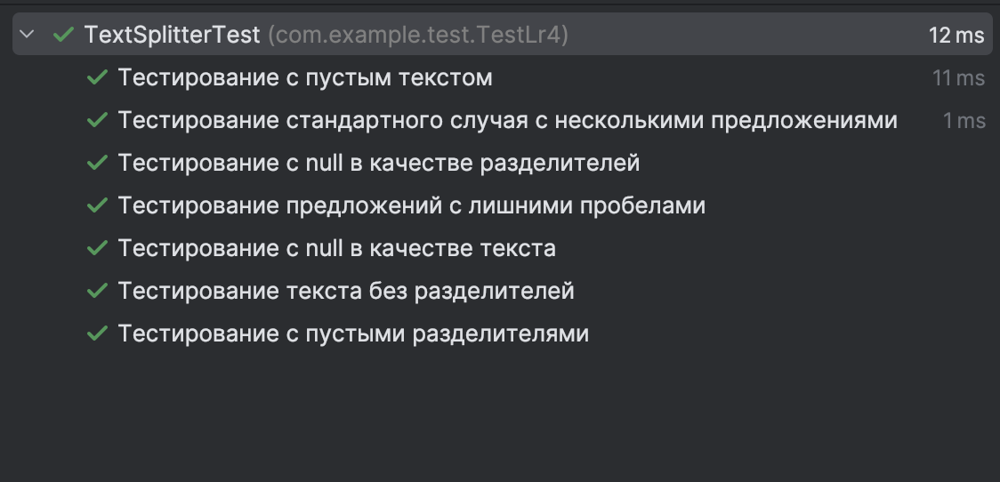 TextSplitterTest (com.example.test.TestLr4) 12 ms
Тестирование с пустым текстом 11 ms
Тестирование стандартного случая с несколькими предложениями 1 ms
Тестирование с null в качестве разделителей
Тестирование предложений с лишними пробелами
Тестирование с null в качестве текста
Тестирование текста без разделителей
Тестирование с пустыми разделителями